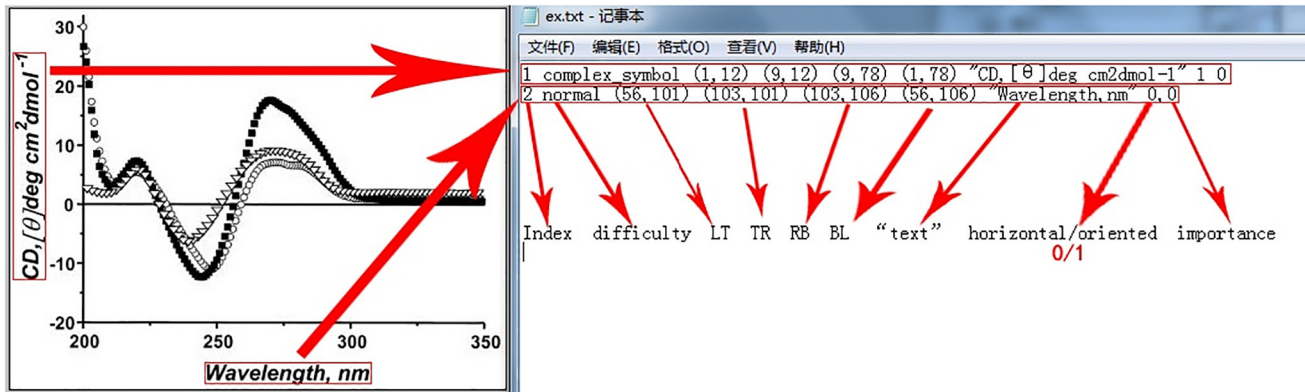 30
20
10
0
-10
-20
200
250
300
350
CD,[θ]deg cm²dmol⁻¹
Wavelength, nm
ex.txt - 记事本
文件(F) 编辑(E) 格式(O) 查看(V) 帮助(H)
1 complex_symbol (1,12) (9,12) (9,78) (1,78) "CD,[θ]deg cm2dmol-1" 1 0
2 normal (56,101) (103,101) (103,106) (56,106) "Wavelength,nm" 0,0
Index difficulty LT TR RB BL “text” horizontal/oriented importance
0/1